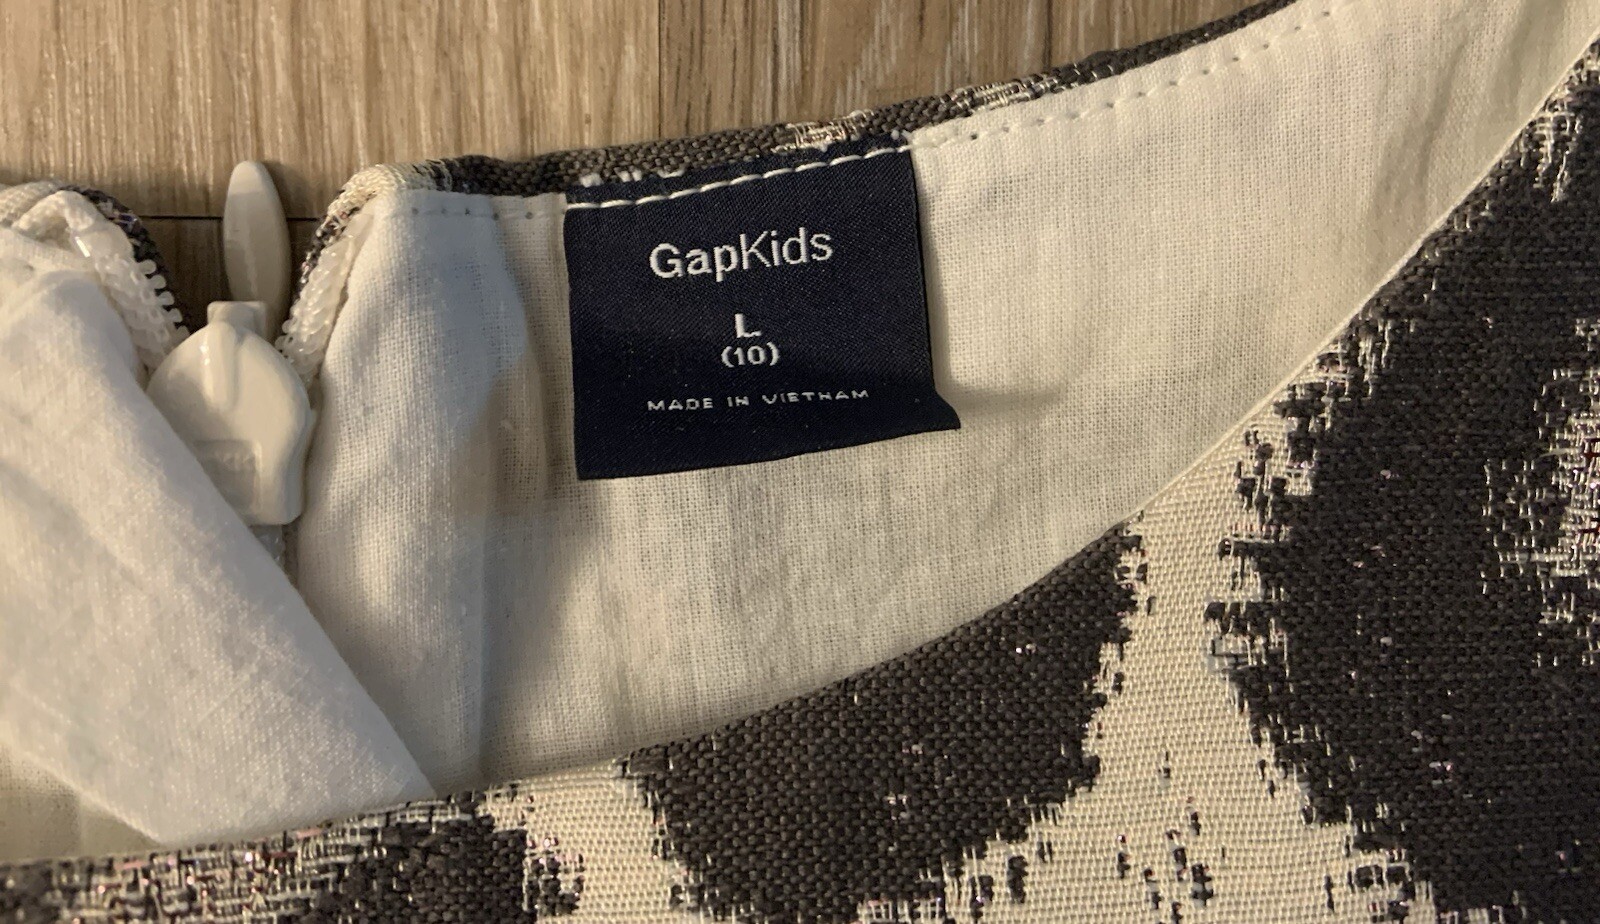 GapKids
L
(10)
MADE IN VIETNAM